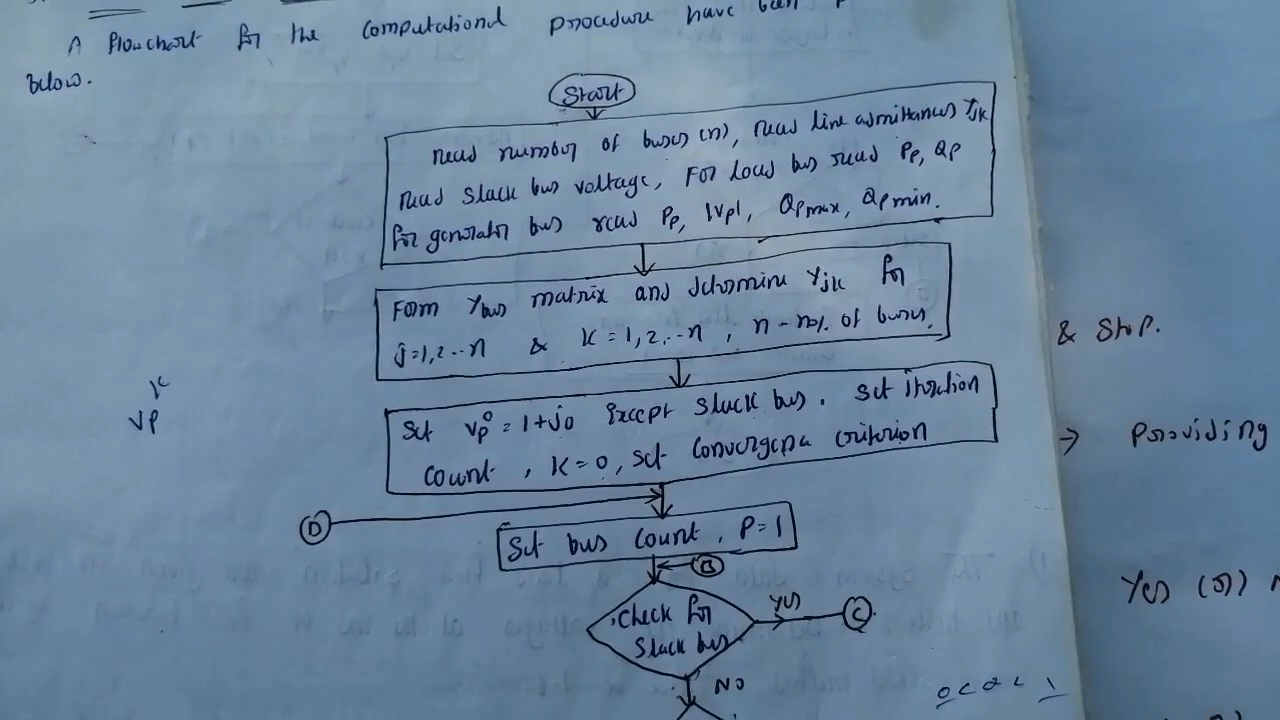 A flowchart for the computational procedure have been
below.
Start
read number of buses (n), read line admittances Yjk
read slack bus voltage, For load bus read Pp, Qp
for generator bus read Pp, |Vp|, Qpmax, Qpmin.
Form Ybus matrix and determine Yjk for
j=1,2..n & K=1,2..n, n - no. of buses.
& Stop.
VpK
Set Vp⁰ = 1+j0 Except slack bus. Set iteration
count, K=0, set convergence criterion
→ Providing
D
Set bus count, P=1
B
Check for
Slack bus
Yes
C
Yes (or)
NO
0<α<1